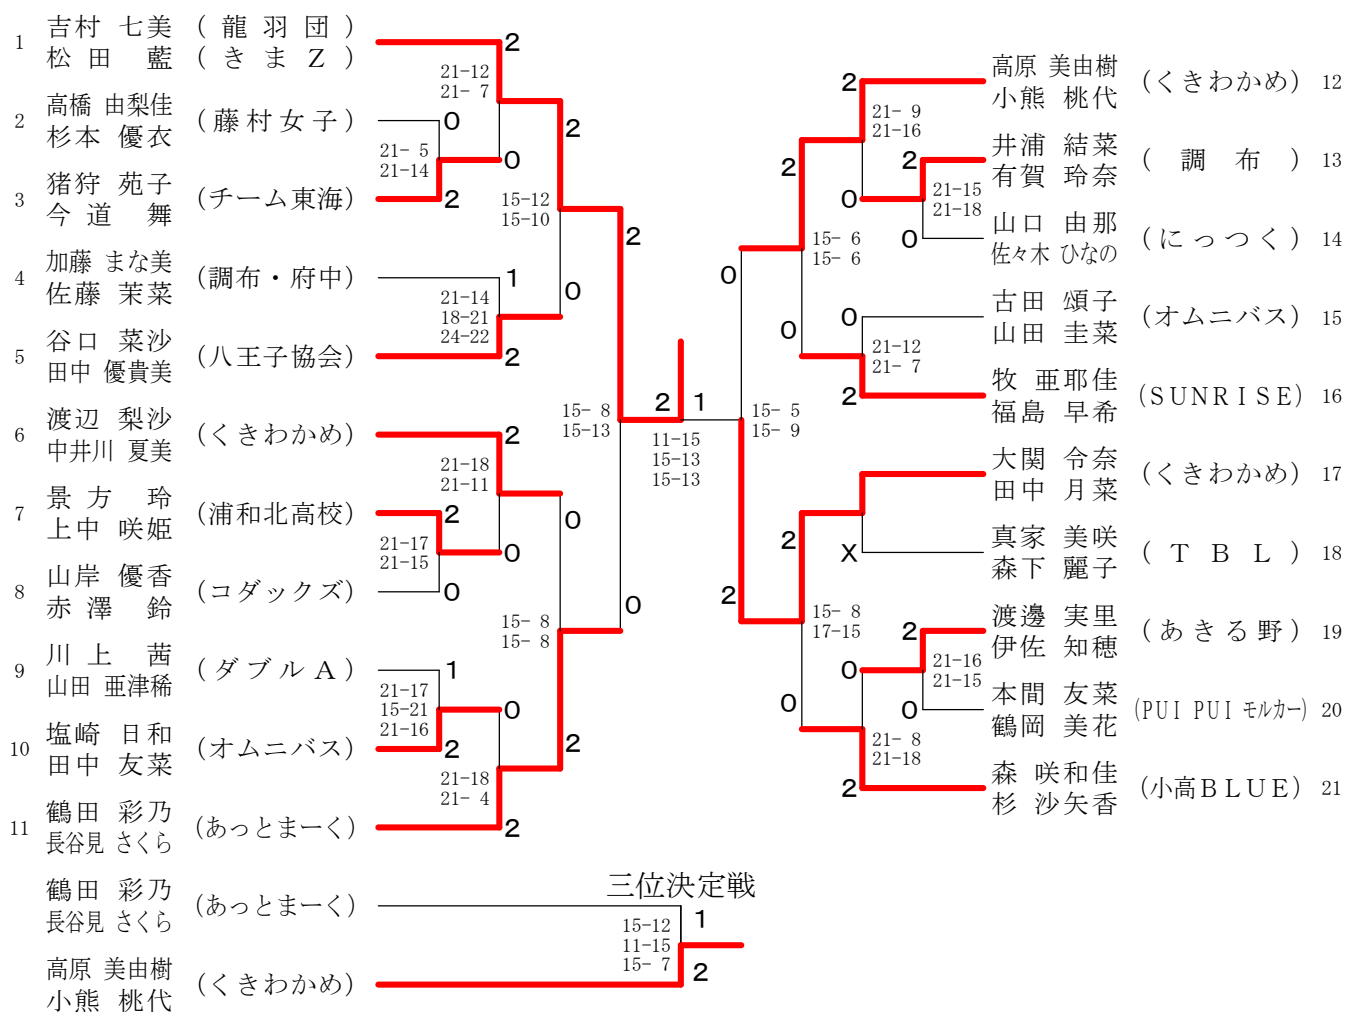 1 吉村 七美 (龍羽団)
松田 藍 (きまZ)
2 高橋 由梨佳 (藤村女子)
杉本 優衣
3 猪狩 苑子 (チーム東海)
今道 舞
4 加藤 まな美 (調布・府中)
佐藤 茉菜
5 谷口 菜沙 (八王子協会)
田中 優貴美
6 渡辺 梨沙 (くきわかめ)
中井川 夏美
7 景方 玲 (浦和北高校)
上中 咲姫
8 山岸 優香 (コダックズ)
赤澤 鈴
9 川上 茜 (ダブルA)
山田 亜津稀
10 塩崎 日和 (オムニバス)
田中 友菜
11 鶴田 彩乃 (あっとまーく)
長谷見 さくら
2
21-12
21- 7
0
0
21- 5
21-14
2
2
15-12
15-10
0
1
21-14
18-21
24-22
2
2
15- 8
15-13
0
2
21-18
21-11
0
2
21-17
21-15
0
0
15- 8
15- 8
2
1
21-17
15-21
21-16
2
0
21-18
21- 4
2
2 1
11-15
15-13
15-13
高原 美由樹 (くきわかめ) 12
小熊 桃代
井浦 結菜 (調布) 13
有賀 玲奈
山口 由那 (にっつく) 14
佐々木 ひなの
古田 頌子 (オムニバス) 15
山田 圭菜
牧 亜耶佳 (SUNRISE) 16
福島 早希
大関 令奈 (くきわかめ) 17
田中 月菜
真家 美咲 (TBL) 18
森下 麗子
渡邊 実里 (あきる野) 19
伊佐 知穂
本間 友菜 (PUI PUI モルカー) 20
鶴岡 美花
森 咲和佳 (小高BLUE) 21
杉 沙矢香
2
21- 9
21-16
0
2
21-15
21-18
0
2
15- 6
15- 6
0
0
21-12
21- 7
2
0
15- 5
15- 9
2
X
2
15- 8
17-15
0
2
21-16
21-15
0
0
21- 8
21-18
2
三位決定戦
鶴田 彩乃 (あっとまーく)
長谷見 さくら
1
15-12
11-15
15- 7
2
高原 美由樹 (くきわかめ)
小熊 桃代